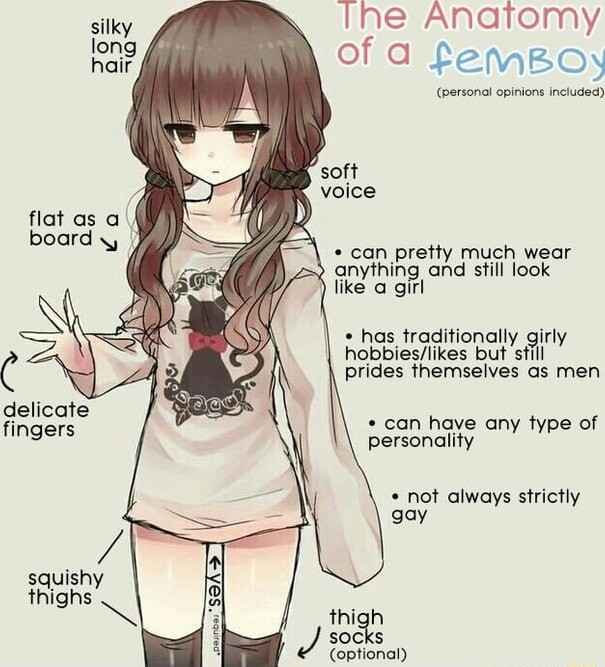 The Anatomy
of a femBoy
(personal opinions included)
silky
long
hair
soft
voice
flat as a
board
• can pretty much wear
anything and still look
like a girl
• has traditionally girly
hobbies/likes but still
prides themselves as men
delicate
fingers
• can have any type of
personality
• not always strictly
gay
squishy
thighs
yes.
required*
thigh
socks
(optional)